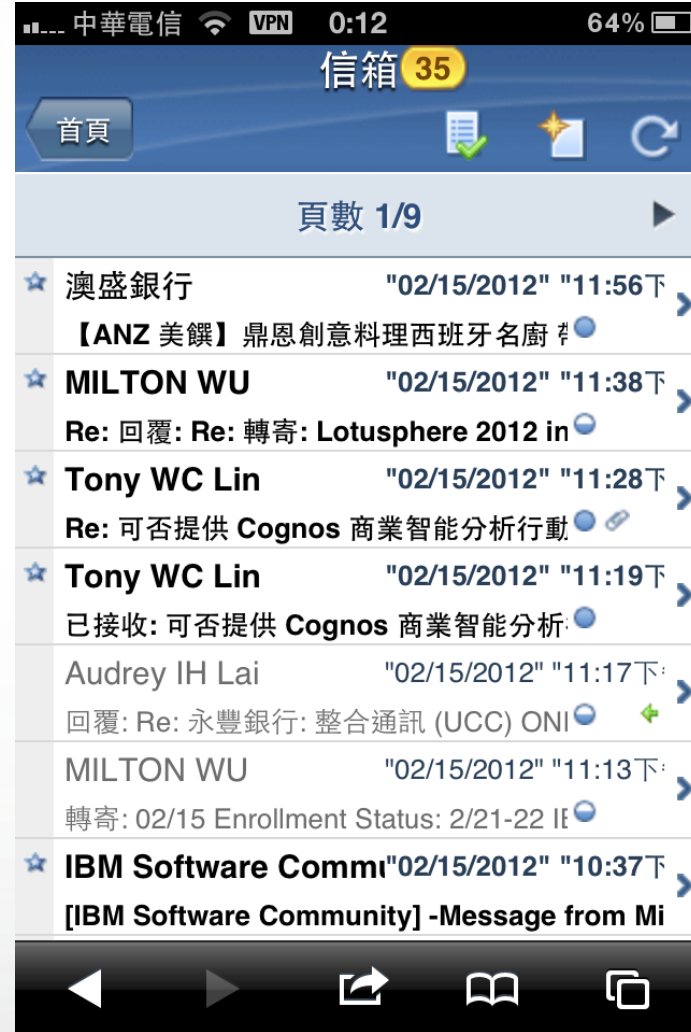 中華電信 VPN 0:12 64%
信箱 35
首頁
頁數 1/9
澳盛銀行 "02/15/2012" "11:56下
【ANZ 美饌】鼎恩創意料理西班牙名廚
MILTON WU "02/15/2012" "11:38下
Re: 回覆: Re: 轉寄: Lotusphere 2012 in
Tony WC Lin "02/15/2012" "11:28下
Re: 可否提供 Cognos 商業智能分析行動
Tony WC Lin "02/15/2012" "11:19下
已接收: 可否提供 Cognos 商業智能分析
Audrey IH Lai "02/15/2012" "11:17下
回覆: Re: 永豐銀行: 整合通訊 (UCC) ONI
MILTON WU "02/15/2012" "11:13下
轉寄: 02/15 Enrollment Status: 2/21-22
IBM Software Commu "02/15/2012" "10:37下
[IBM Software Community] -Message from Mi